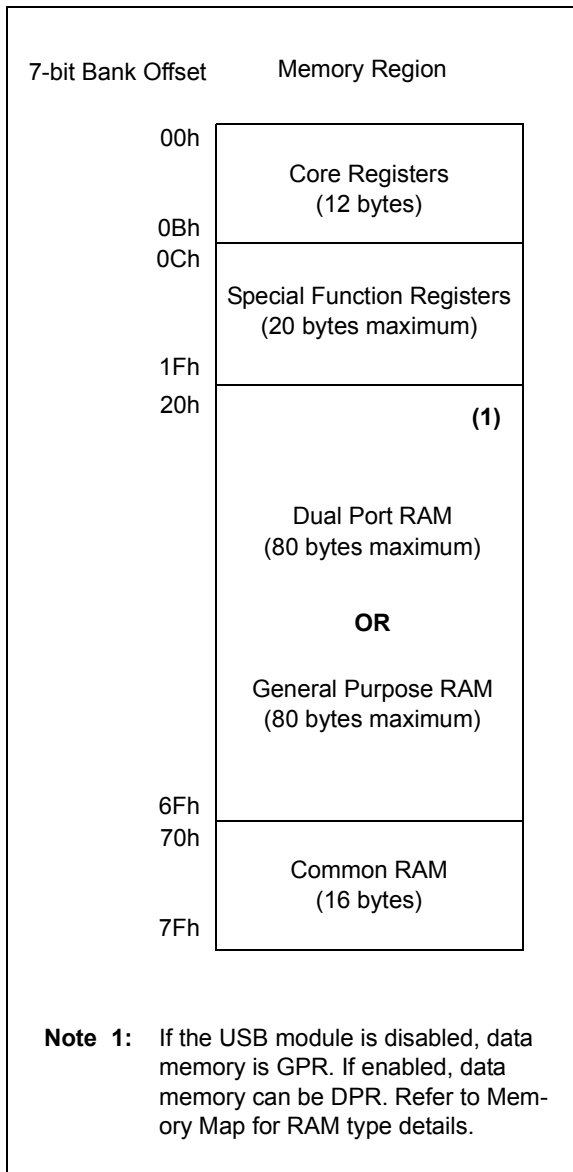 7-bit Bank Offset Memory Region
00h
Core Registers
(12 bytes)
0Bh
0Ch
Special Function Registers
(20 bytes maximum)
1Fh
20h
(1)
Dual Port RAM
(80 bytes maximum)
OR
General Purpose RAM
(80 bytes maximum)
6Fh
70h
Common RAM
(16 bytes)
7Fh
Note 1: If the USB module is disabled, data
memory is GPR. If enabled, data
memory can be DPR. Refer to Mem-
ory Map for RAM type details.